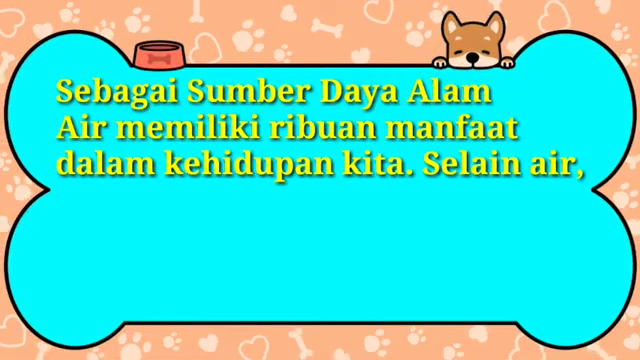 Sebagai Sumber Daya Alam
Air memiliki ribuan manfaat
dalam kehidupan kita. Selain air,